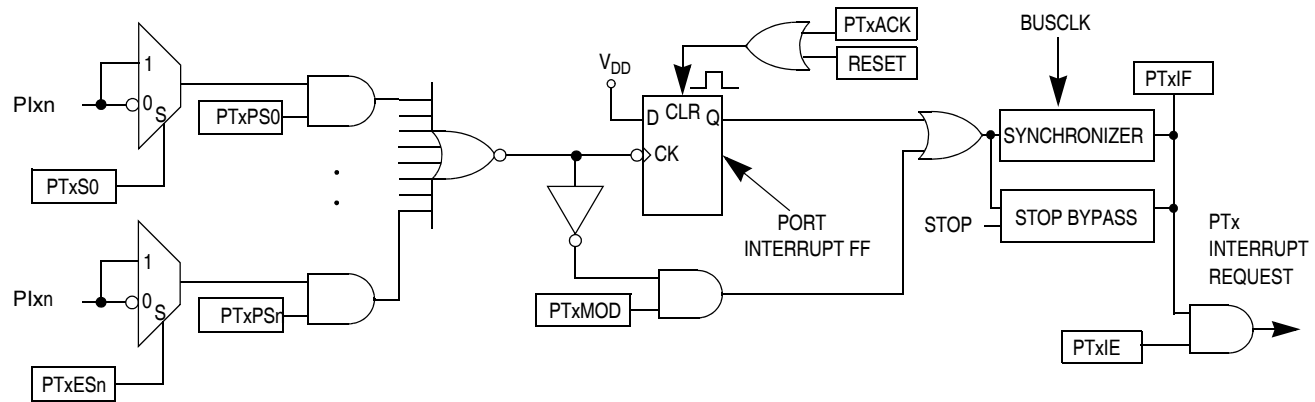 PIxn
1
0
S
PTxS0
PTxPS0
PIxn
1
0
S
PTxESn
PTxPSn
VDD
D
CLR
Q
CK
PTxACK
RESET
PORT
INTERRUPT FF
PTxMOD
BUSCLK
SYNCHRONIZER
STOP
STOP BYPASS
PTxIF
PTx
INTERRUPT
REQUEST
PTxIE